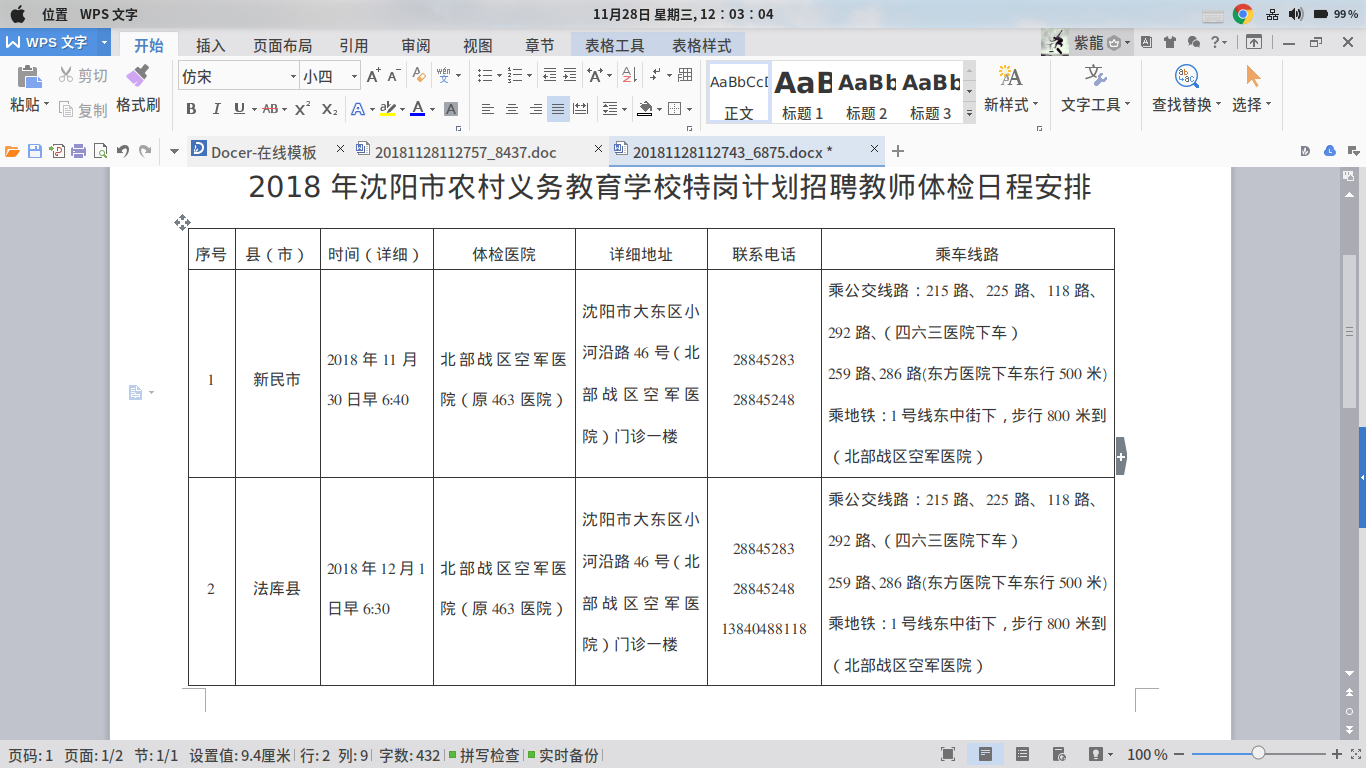 位置 WPS 文字 11月28日 星期三, 12：03：04 99%
WPS 文字 开始 插入 页面布局 引用 审阅 视图 章节 表格工具 表格样式 紫龍
粘贴 剪切 复制 格式刷 仿宋 小四 新样式 文字工具 查找替换 选择
AaBbCcD AaB AaBb AaBb
正文 标题 1 标题 2 标题 3
Docer-在线模板 20181128112757_8437.doc 20181128112743_6875.docx *
2018 年沈阳市农村义务教育学校特岗计划招聘教师体检日程安排
序号 县（市） 时间（详细） 体检医院 详细地址 联系电话 乘车线路
1
新民市
2018 年 11 月
30 日早 6:40
北部战区空军医
院（原 463 医院）
沈阳市大东区小
河沿路 46 号（北
部战区空军医
院）门诊一楼
28845283
28845248
乘公交线路：215 路、225 路、118 路、
292 路、（四六三医院下车）
259 路、286 路(东方医院下车东行 500 米)
乘地铁：1 号线东中街下，步行 800 米到
（北部战区空军医院）
2
法库县
2018 年 12 月 1
日早 6:30
北部战区空军医
院（原 463 医院）
沈阳市大东区小
河沿路 46 号（北
部战区空军医
院）门诊一楼
28845283
28845248
13840488118
乘公交线路：215 路、225 路、118 路、
292 路、（四六三医院下车）
259 路、286 路(东方医院下车东行 500 米)
乘地铁：1 号线东中街下，步行 800 米到
（北部战区空军医院）
页码: 1 页面: 1/2 节: 1/1 设置值: 9.4厘米 行: 2 列: 9 字数: 432 拼写检查 实时备份 100 %